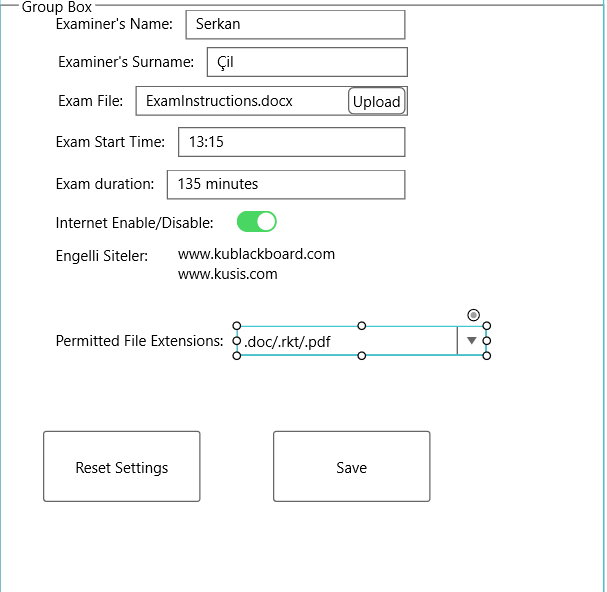 Group Box
Examiner's Name: Serkan
Examiner's Surname: Çil
Exam File: ExamInstructions.docx Upload
Exam Start Time: 13:15
Exam duration: 135 minutes
Internet Enable/Disable:
Engelli Siteler: www.kublackboard.com
www.kusis.com
Permitted File Extensions: .doc/.rkt/.pdf
Reset Settings Save